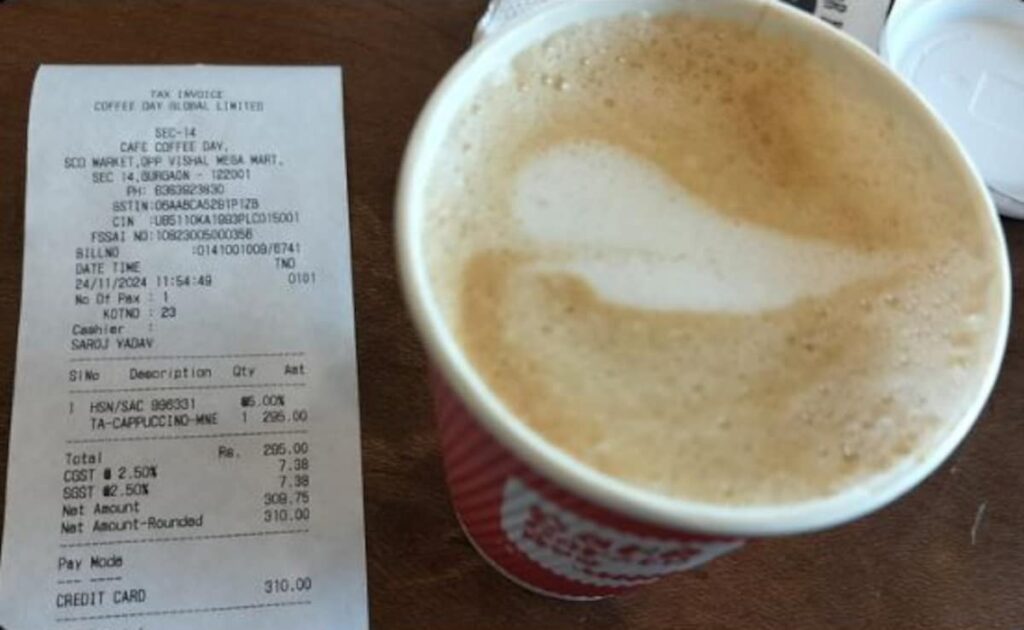 TAX INVOICE
COFFEE DAY GLOBAL LIMITED
SEC-14
CAFE COFFEE DAY,
SCO MARKET,OPP VISHAL MEGA MART,
SEC 14,GURGAON - 122001
PH: 6363923830
GSTIN:06AABCA5291P1ZB
CIN :U85110KA1993PLC015001
FSSAI NO:10823005000356
BILLNO :0141001009/6741
DATE TIME TNO
24/11/2024 11:54:49 0101
No Of Pax : 1
KOTNO : 23
Cashier :
SAROJ YADAV
SlNo Description Qty Amt
1 HSN/SAC 996331 @5.00%
TA-CAPPUCCINO-MNE 1 295.00
Total Rs. 295.00
CGST @ 2.50% 7.38
SGST @2.50% 7.38
Net Amount 309.75
Net Amount-Rounded 310.00
Pay Mode
CREDIT CARD 310.00